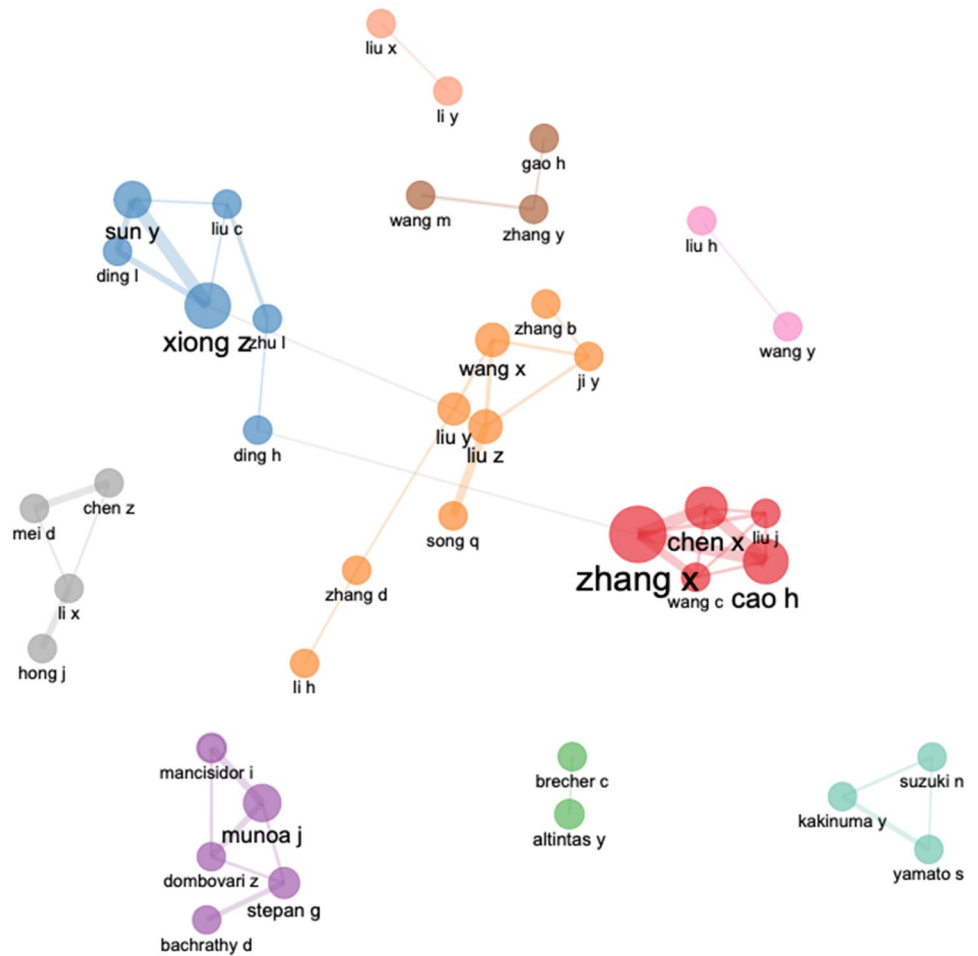 liu x
li y
gao h
wang m
zhang y
sun y
liu c
ding l
liu h
xiong z
zhu l
zhang b
wang y
wang x
ji y
liu y
liu z
ding h
chen z
mei d
song q
chen x
liu j
zhang x
wang c
cao h
zhang d
li x
hong j
li h
mancisidor i
brecher c
suzuki n
kakinuma y
munoa j
altintas y
dombovari z
yamato s
stepan g
bachrathy d